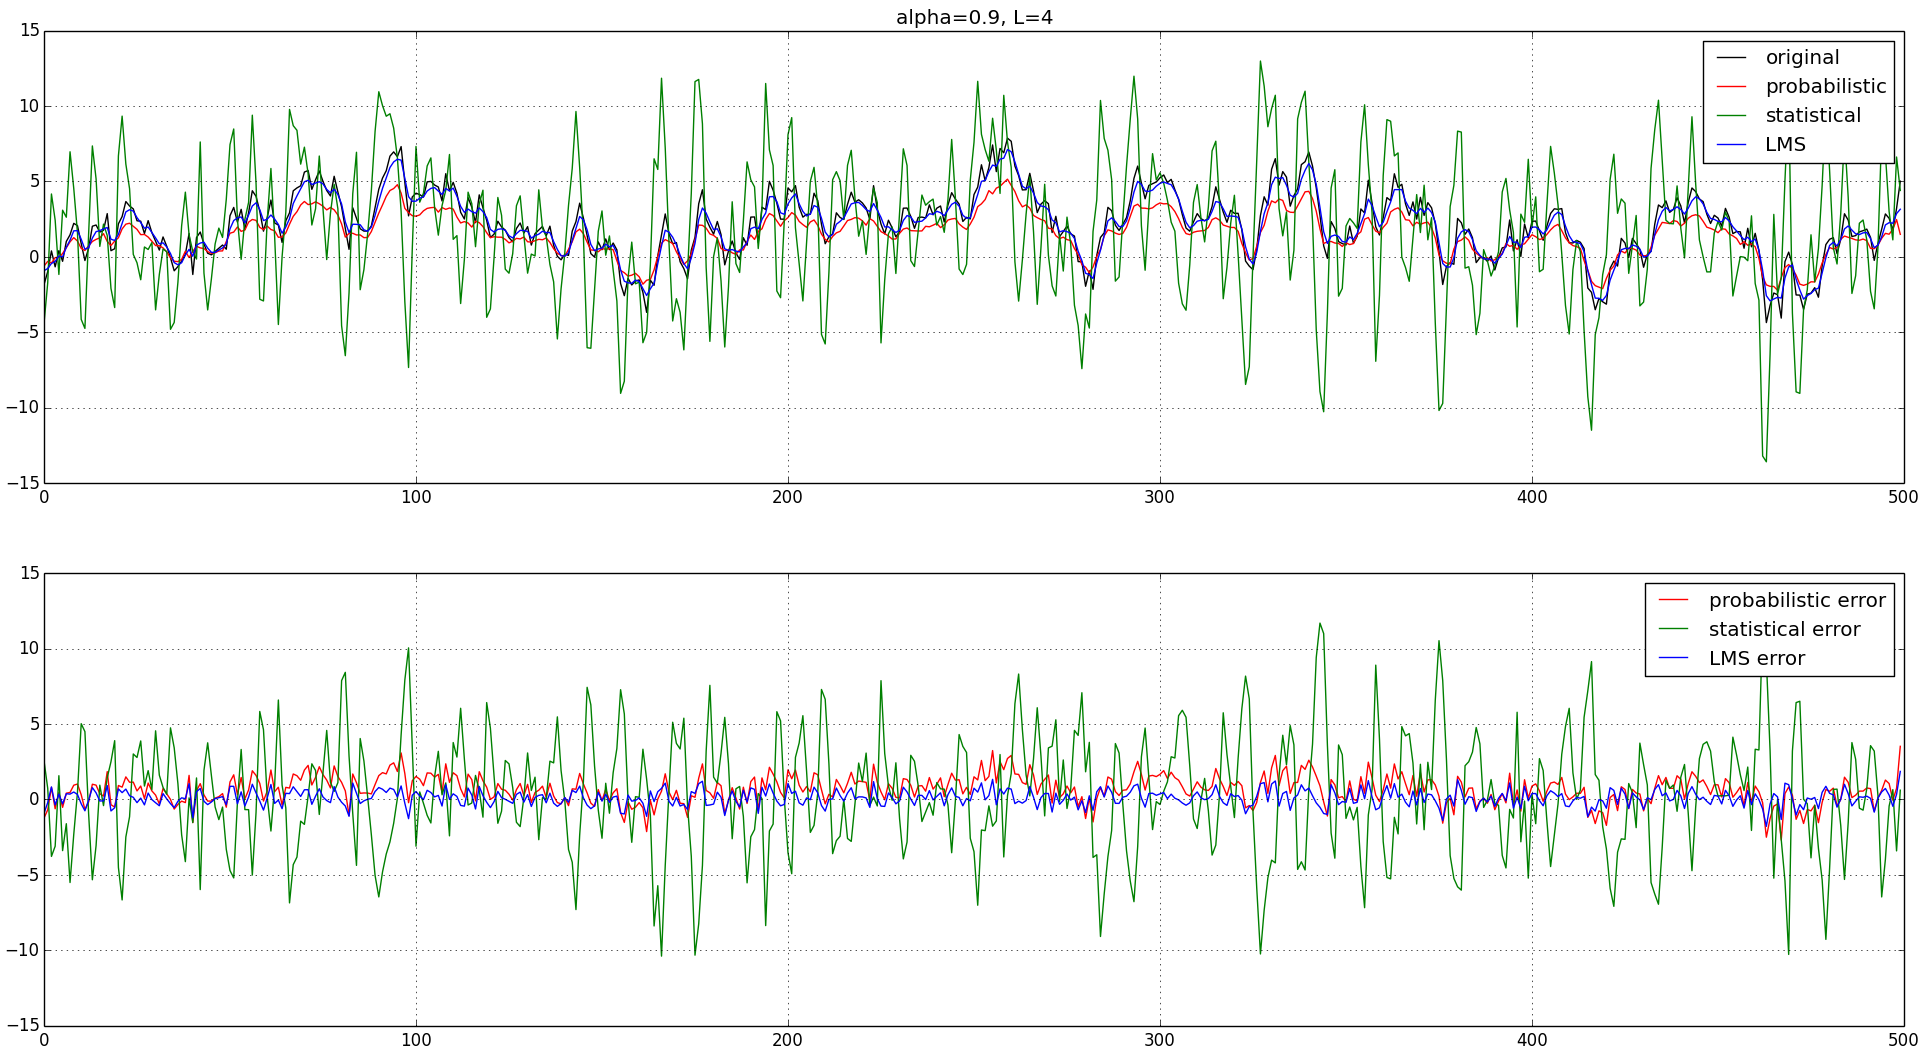 alpha=0.9, L=4
15
10
5
0
−5
−10
−15
0 100 200 300 400 500
original
probabilistic
statistical
LMS
15
10
5
0
−5
−10
−15
0 100 200 300 400 500
probabilistic error
statistical error
LMS error